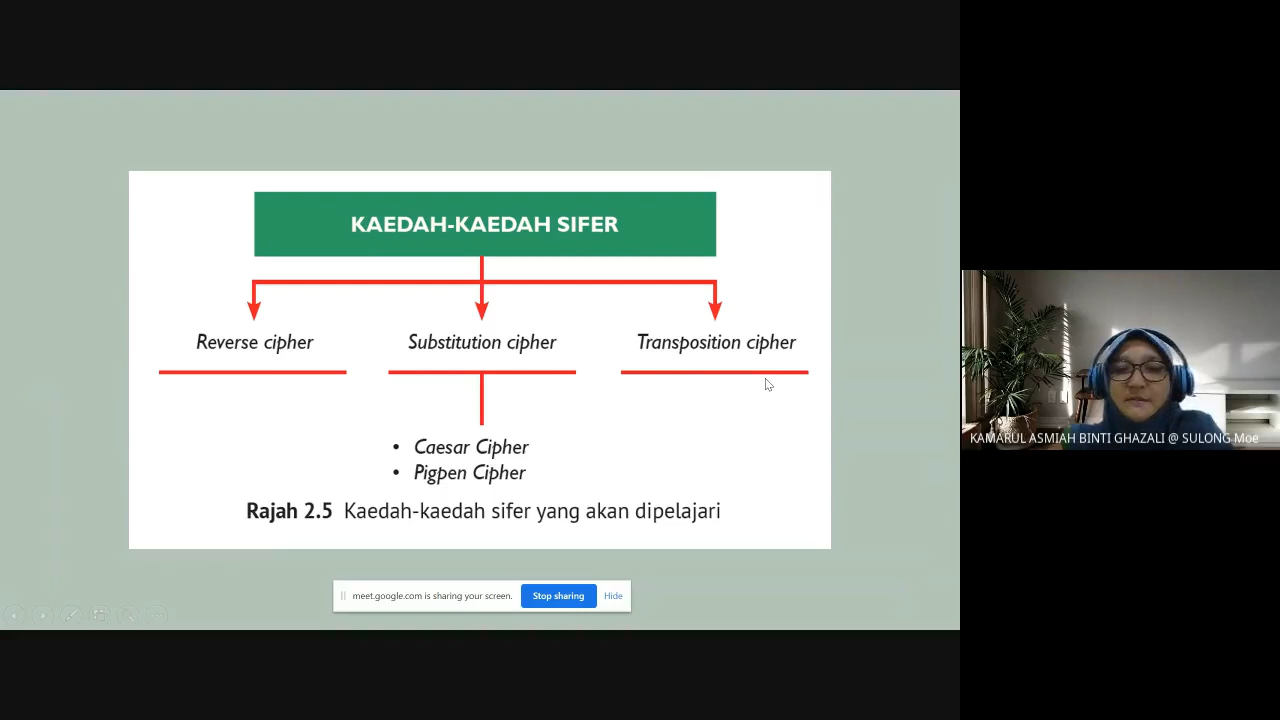 KAEDAH-KAEDAH SIFER
Reverse cipher
Substitution cipher
Transposition cipher
• Caesar Cipher
• Pigpen Cipher
Rajah 2.5 Kaedah-kaedah sifer yang akan dipelajari
meet.google.com is sharing your screen.
Stop sharing
Hide
KAMARUL ASMIAH BINTI GHAZALI @ SULONG Moe